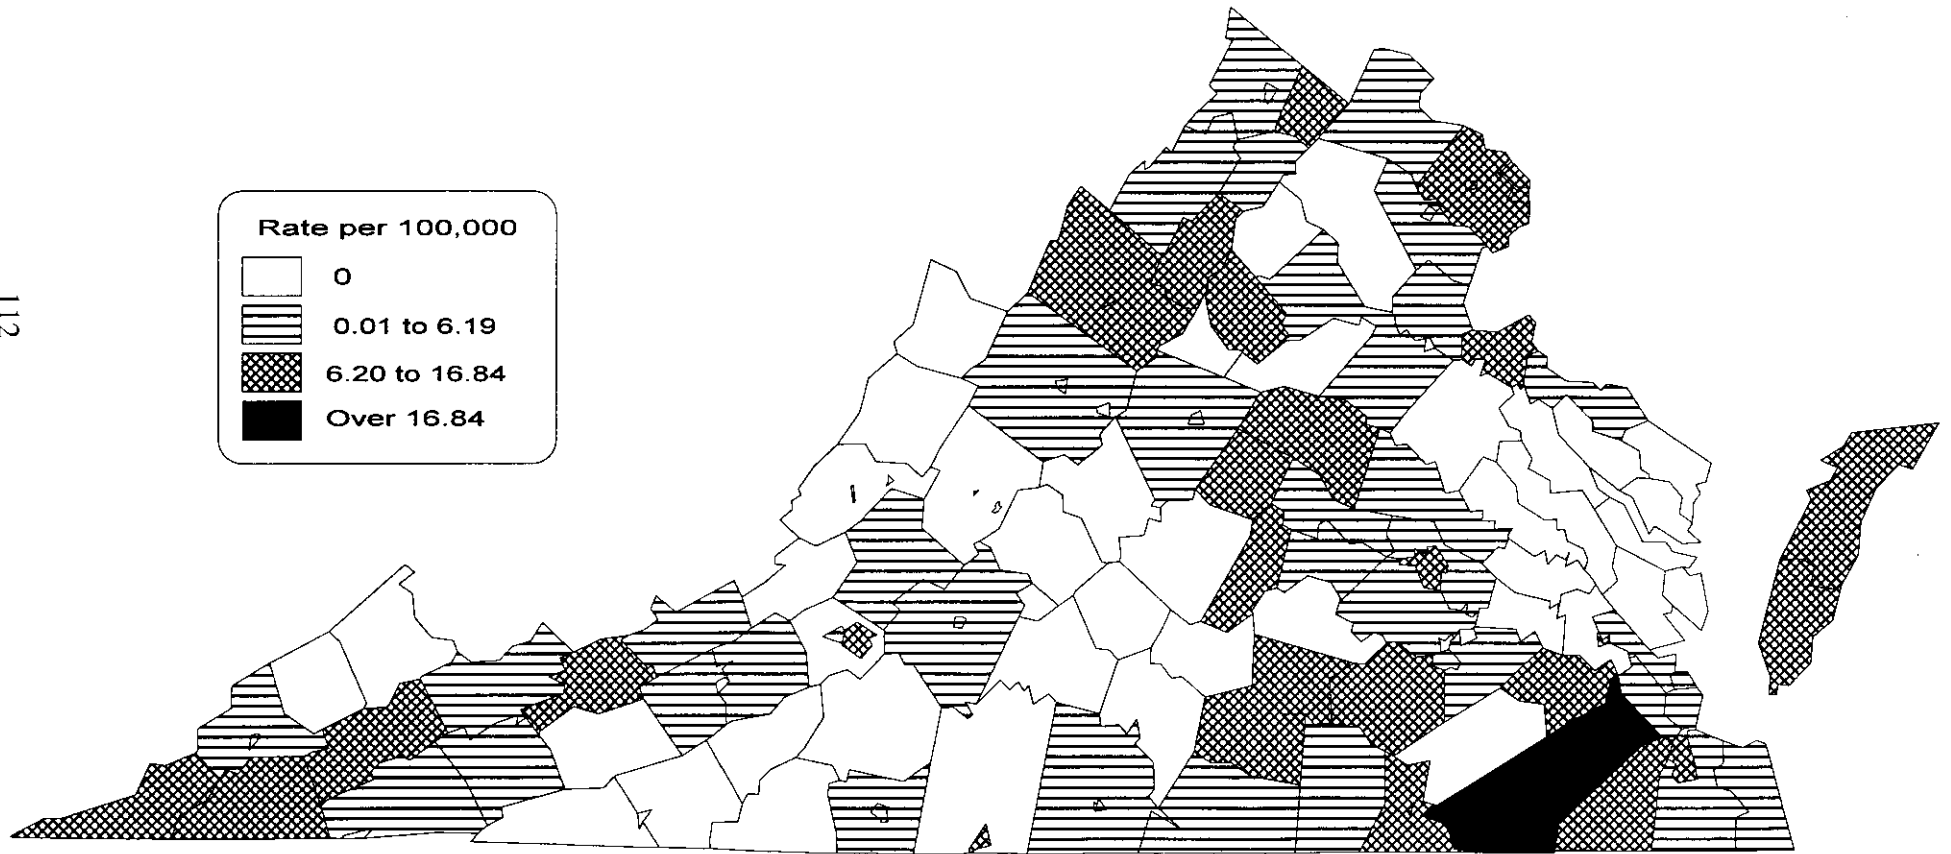 Rate per 100,000
0
0.01 to 6.19
6.20 to 16.84
Over 16.84
112